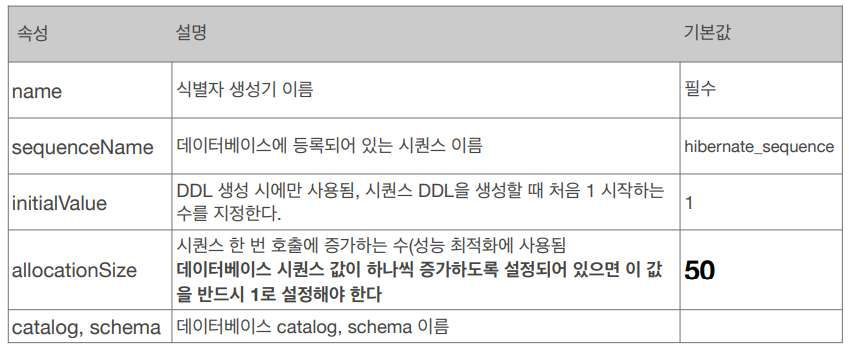 속성 설명 기본값
name 식별자 생성기 이름 필수
sequenceName 데이터베이스에 등록되어 있는 시퀀스 이름 hibernate_sequence
initialValue DDL 생성 시에만 사용됨, 시퀀스 DDL을 생성할 때 처음 1 시작하는
수를 지정한다. 1
allocationSize 시퀀스 한 번 호출에 증가하는 수(성능 최적화에 사용됨
데이터베이스 시퀀스 값이 하나씩 증가하도록 설정되어 있으면 이 값
을 반드시 1로 설정해야 한다 50
catalog, schema 데이터베이스 catalog, schema 이름